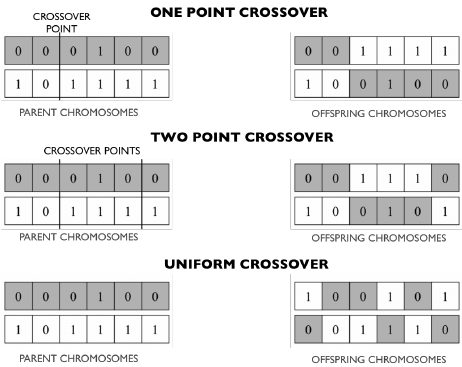 ONE POINT CROSSOVER
CROSSOVER
POINT
0 0 0 1 0 0
1 0 1 1 1 1
PARENT CHROMOSOMES
0 0 1 1 1 1
1 0 0 1 0 0
OFFSPRING CHROMOSOMES
TWO POINT CROSSOVER
CROSSOVER POINTS
0 0 0 1 0 0
1 0 1 1 1 1
PARENT CHROMOSOMES
0 0 1 1 1 0
1 0 0 1 0 1
OFFSPRING CHROMOSOMES
UNIFORM CROSSOVER
0 0 0 1 0 0
1 0 1 1 1 1
PARENT CHROMOSOMES
1 0 0 1 0 1
0 0 1 1 1 0
OFFSPRING CHROMOSOMES